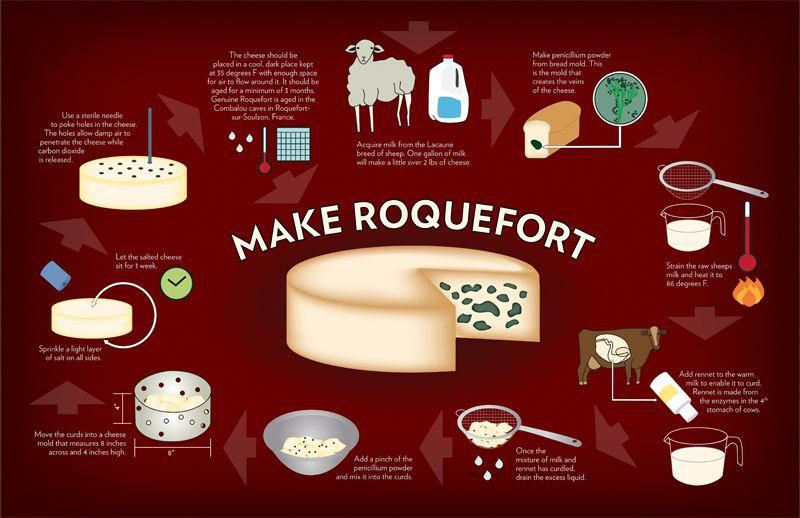 MAKE ROQUEFORT
Acquire milk from the Lacaune
breed of sheep. One gallon of milk
will make a little over 2 lbs of cheese.
Make penicillium powder
from bread mold. This
is the mold that
creates the veins
of the cheese.
Strain the raw sheeps
milk and heat it to
86 degrees F.
Add rennet to the warm
milk to enable it to curd.
Rennet is made from
the enzymes in the 4th
stomach of cows.
Once the
mixture of milk and
rennet has curdled,
drain the excess liquid.
Add a pinch of the
penicillium powder
and mix it into the curds.
4"
8"
Move the curds into a cheese
mold that measures 8 inches
across and 4 inches high.
Sprinkle a light layer
of salt on all sides.
Let the salted cheese
sit for 1 week.
Use a sterile needle
to poke holes in the cheese.
The holes allow damp air to
penetrate the cheese while
carbon dioxide
is released.
The cheese should be
placed in a cool, dark place kept
at 35 degrees F with enough space
for air to flow around it. It should be
aged for a minimum of 3 months.
Genuine Roquefort is aged in the
Combalou caves in Roquefort-
sur-Soulzon, France.